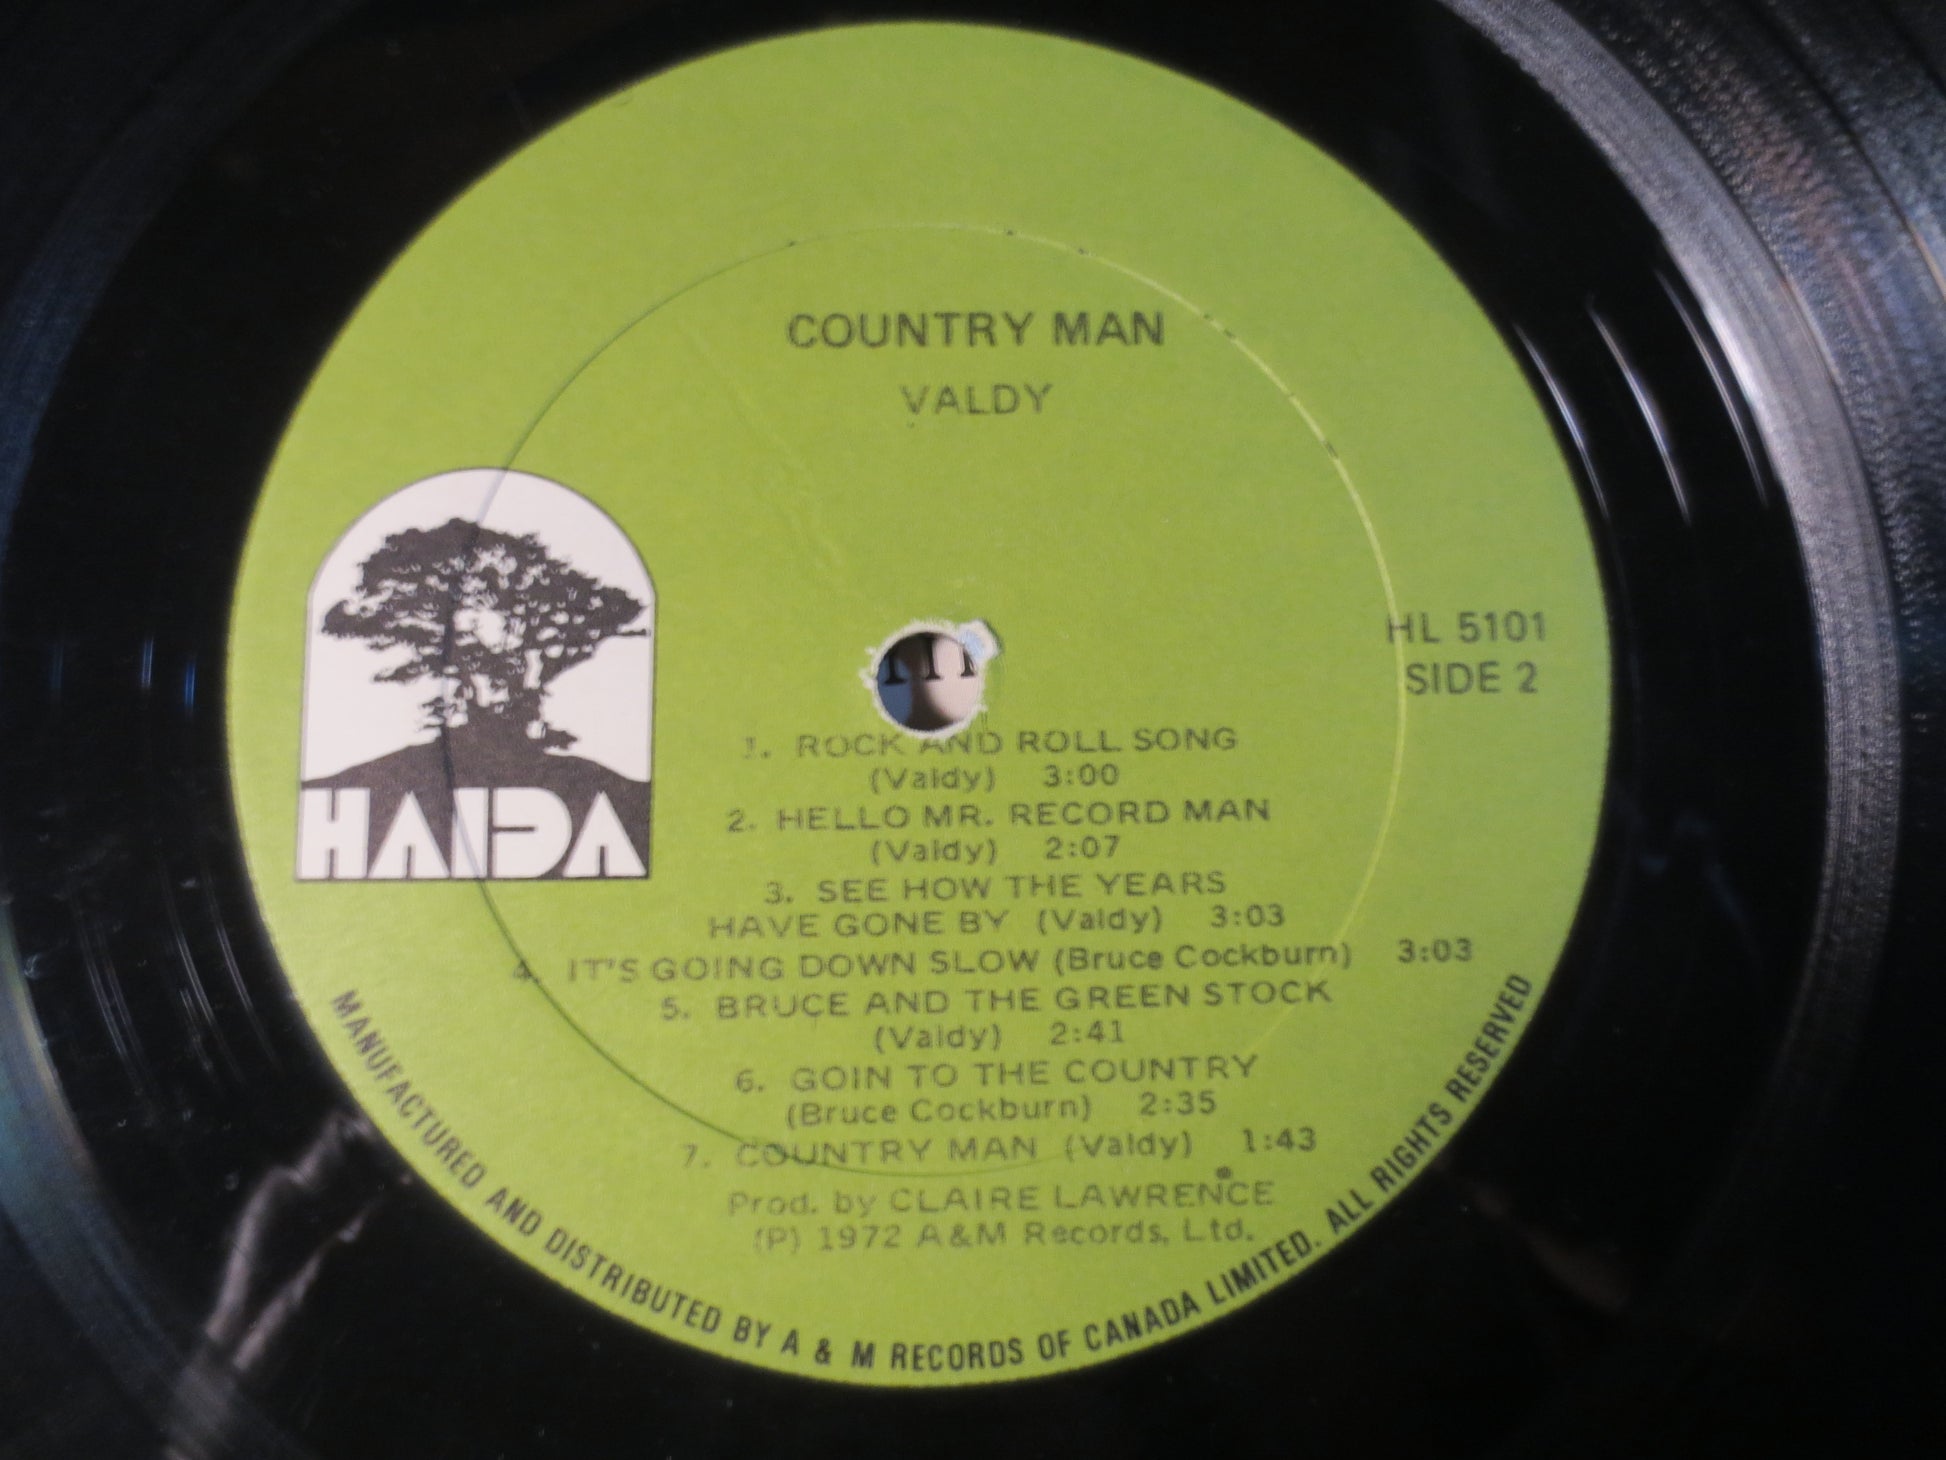 COUNTRY MAN
VALDY
HAIDA
HL 5101
SIDE 2
1. ROCK AND ROLL SONG
(Valdy) 3:00
2. HELLO MR. RECORD MAN
(Valdy) 2:07
3. SEE HOW THE YEARS
HAVE GONE BY (Valdy) 3:03
4. IT'S GOING DOWN SLOW (Bruce Cockburn) 3:03
5. BRUCE AND THE GREEN STOCK
(Valdy) 2:41
6. GOIN TO THE COUNTRY
(Bruce Cockburn) 2:35
7. COUNTRY MAN (Valdy) 1:43
Prod. by CLAIRE LAWRENCE
(P) 1972 A&M Records, Ltd.
MANUFACTURED AND DISTRIBUTED BY A & M RECORDS OF CANADA LIMITED. ALL RIGHTS RESERVED